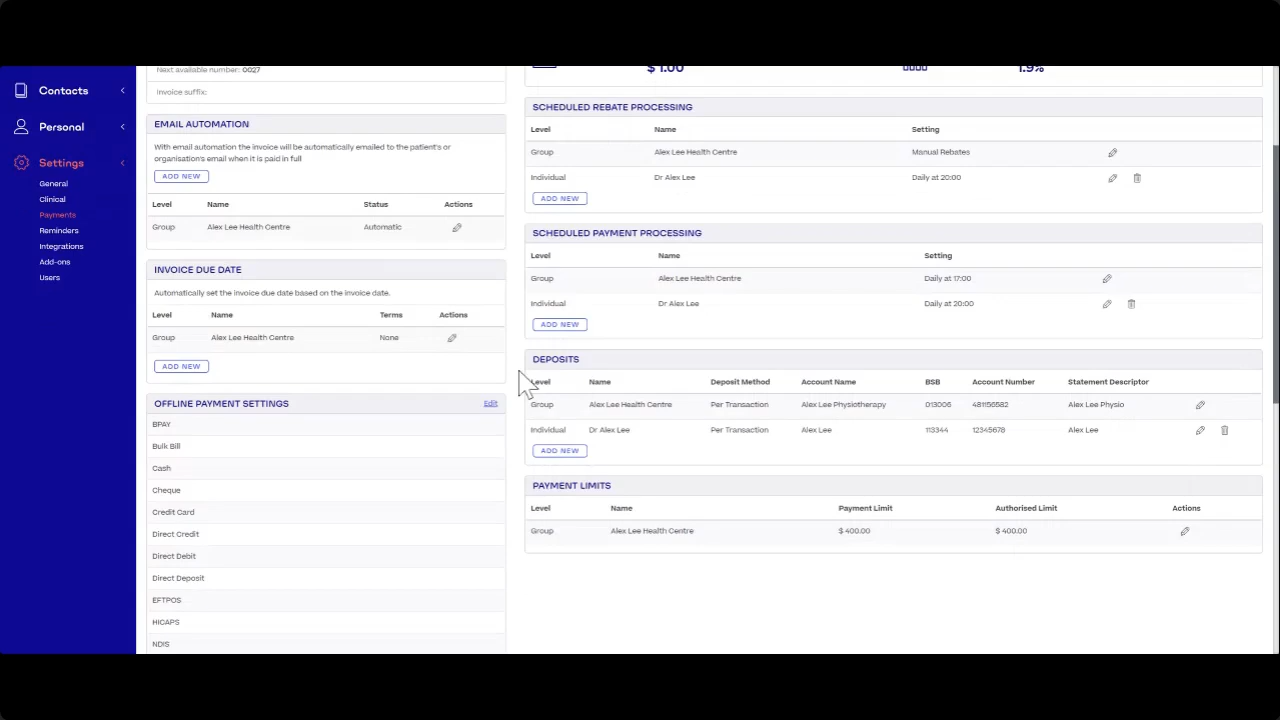 Contacts
Personal
Settings
General
Clinical
Payments
Reminders
Integrations
Add-ons
Users
Next available number: 0027
Invoice suffix:
EMAIL AUTOMATION
With email automation the invoice will be automatically emailed to the patient's or
organisation's email when it is paid in full
ADD NEW
Level Name Status Actions
Group Alex Lee Health Centre Automatic
INVOICE DUE DATE
Automatically set the invoice due date based on the invoice date.
Level Name Terms Actions
Group Alex Lee Health Centre None
ADD NEW
OFFLINE PAYMENT SETTINGS Edit
BPAY
Bulk Bill
Cash
Cheque
Credit Card
Direct Credit
Direct Debit
Direct Deposit
EFTPOS
HICAPS
NDIS
$ 1.00 1.9%
SCHEDULED REBATE PROCESSING
Level Name Setting
Group Alex Lee Health Centre Manual Rebates
Individual Dr Alex Lee Daily at 20:00
ADD NEW
SCHEDULED PAYMENT PROCESSING
Level Name Setting
Group Alex Lee Health Centre Daily at 17:00
Individual Dr Alex Lee Daily at 20:00
ADD NEW
DEPOSITS
Level Name Deposit Method Account Name BSB Account Number Statement Descriptor
Group Alex Lee Health Centre Per Transaction Alex Lee Physiotherapy 013006 481156582 Alex Lee Physio
Individual Dr Alex Lee Per Transaction Alex Lee 113344 12345678 Alex Lee
ADD NEW
PAYMENT LIMITS
Level Name Payment Limit Authorised Limit Actions
Group Alex Lee Health Centre $ 400.00 $ 400.00